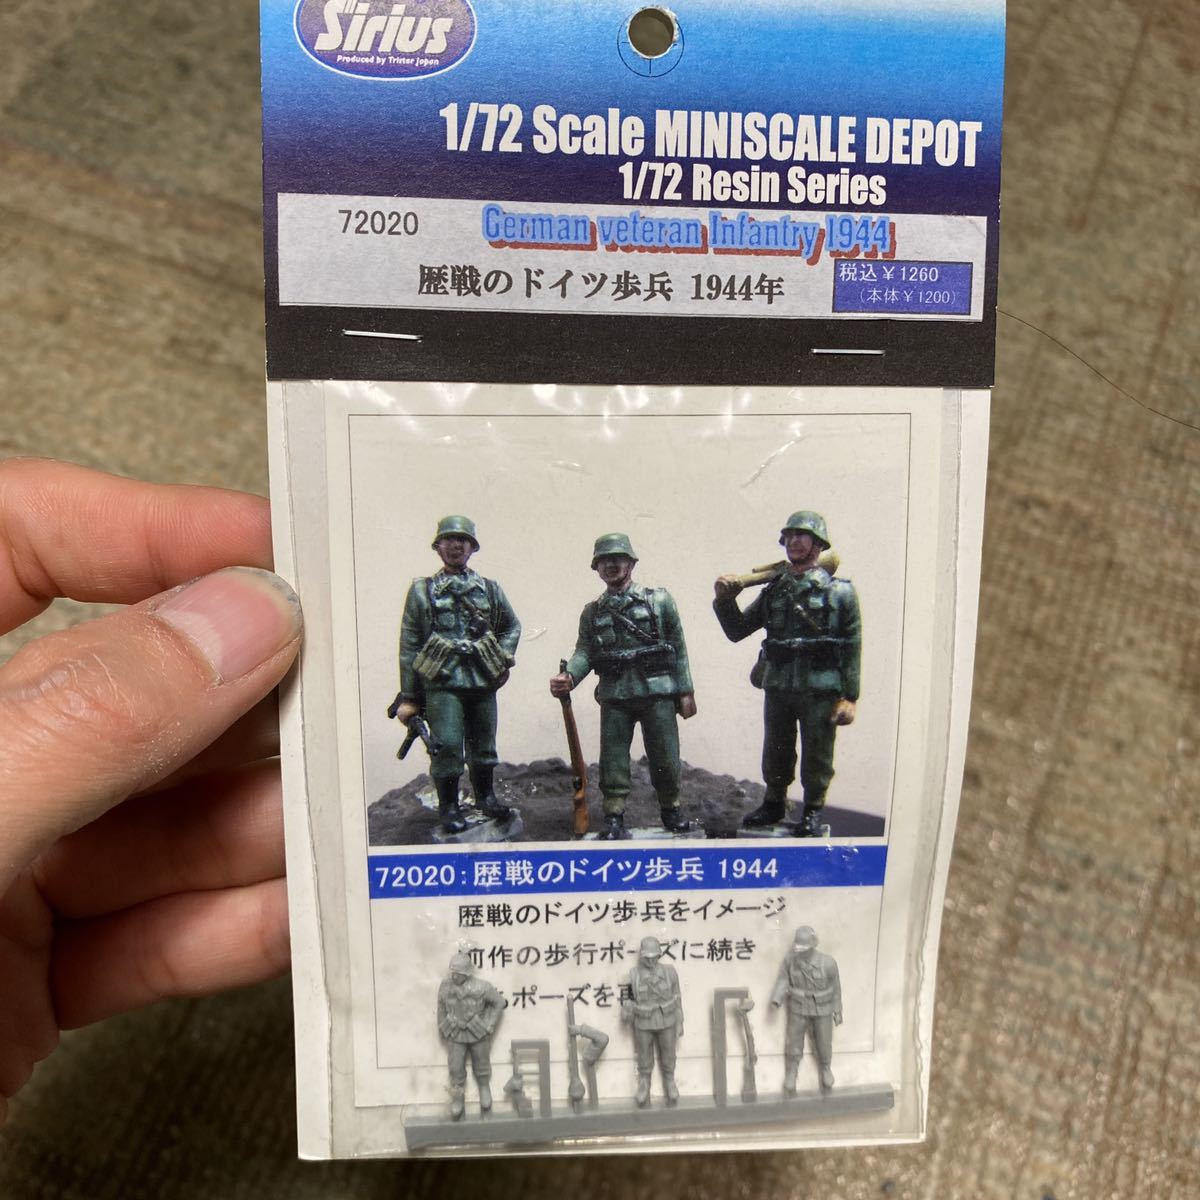 Sirius
Produced by Trister Japan
1/72 Scale MINISCALE DEPOT
1/72 Resin Series
72020
German veteran Infantry 1944
歴戦のドイツ歩兵 1944年
税込￥1260
(本体￥1200)
72020:歴戦のドイツ歩兵 1944
歴戦のドイツ歩兵をイメージ
前作の歩行ポーズに続き
ポーズを再